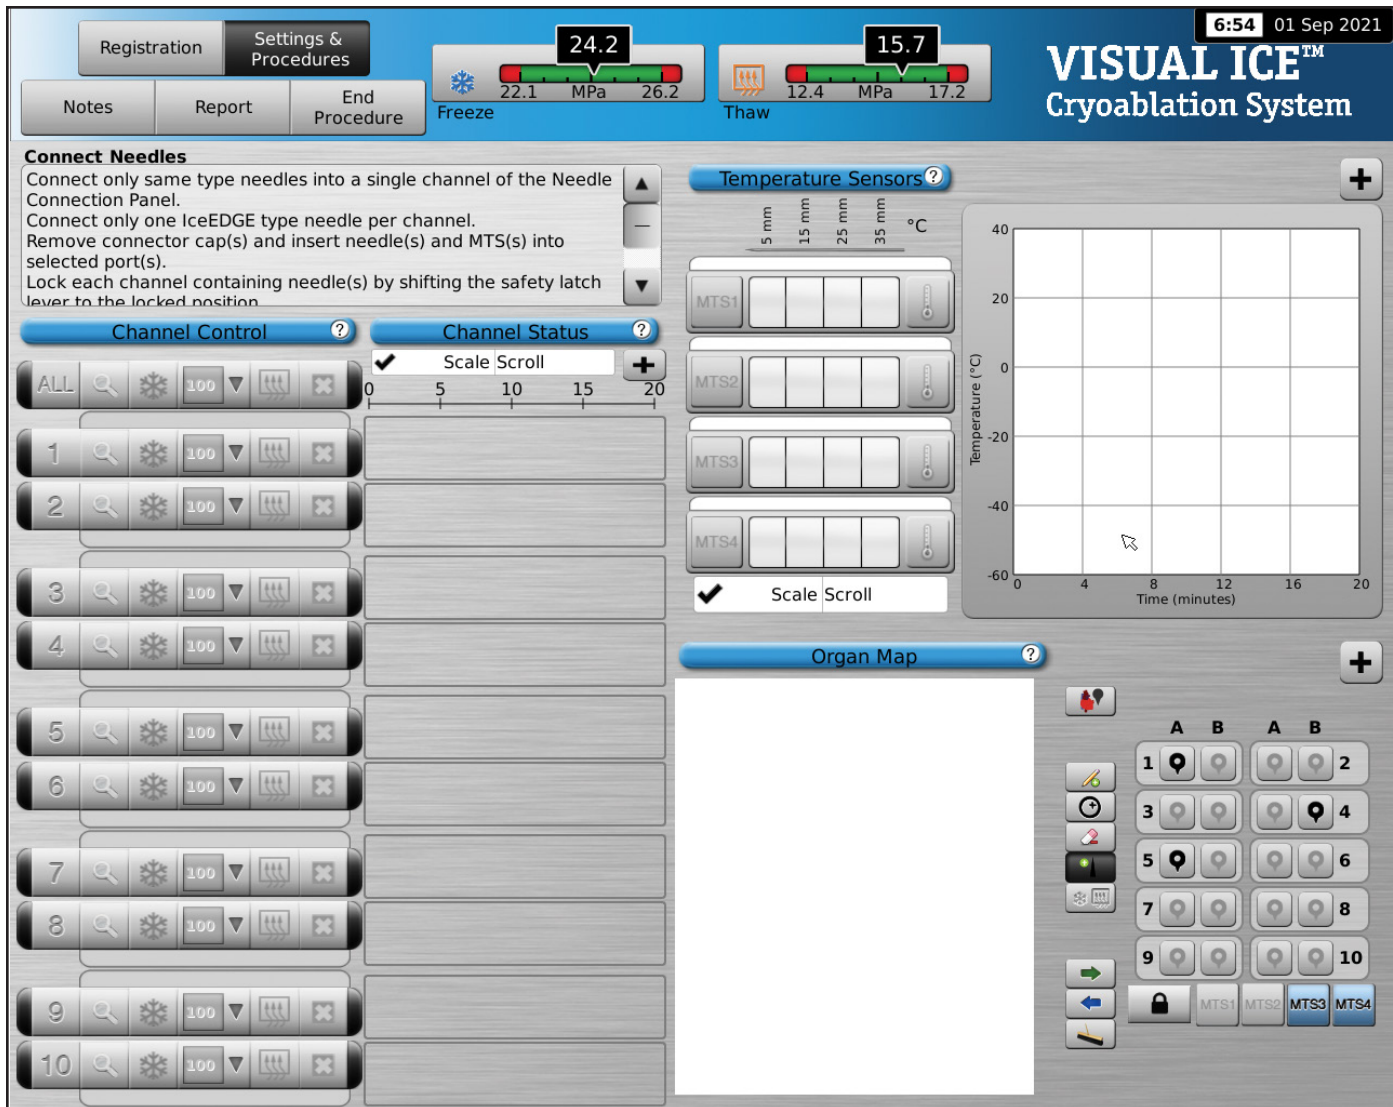 6:54 01 Sep 2021
Registration
Settings &
Procedures
Notes
Report
End
Procedure
24.2
22.1 MPa 26.2
Freeze
15.7
12.4 MPa 17.2
Thaw
VISUAL ICE™
Cryoablation System
Connect Needles
Connect only same type needles into a single channel of the Needle
Connection Panel.
Connect only one IceEDGE type needle per channel.
Remove connector cap(s) and insert needle(s) and MTS(s) into
selected port(s).
Lock each channel containing needle(s) by shifting the safety latch
lever to the locked position
Channel Control ?
Channel Status ?
Scale Scroll
0 5 10 15 20
ALL 100
1 100
2 100
3 100
4 100
5 100
6 100
7 100
8 100
9 100
10 100
Temperature Sensors ?
5 mm 15 mm 25 mm 35 mm °C
MTS1
MTS2
MTS3
MTS4
Scale Scroll
Temperature (°C)
40
20
0
-20
-40
-60
0 4 8 12 16 20
Time (minutes)
Organ Map ?
A B A B
1 2
3 4
5 6
7 8
9 10
MTS1 MTS2 MTS3 MTS4